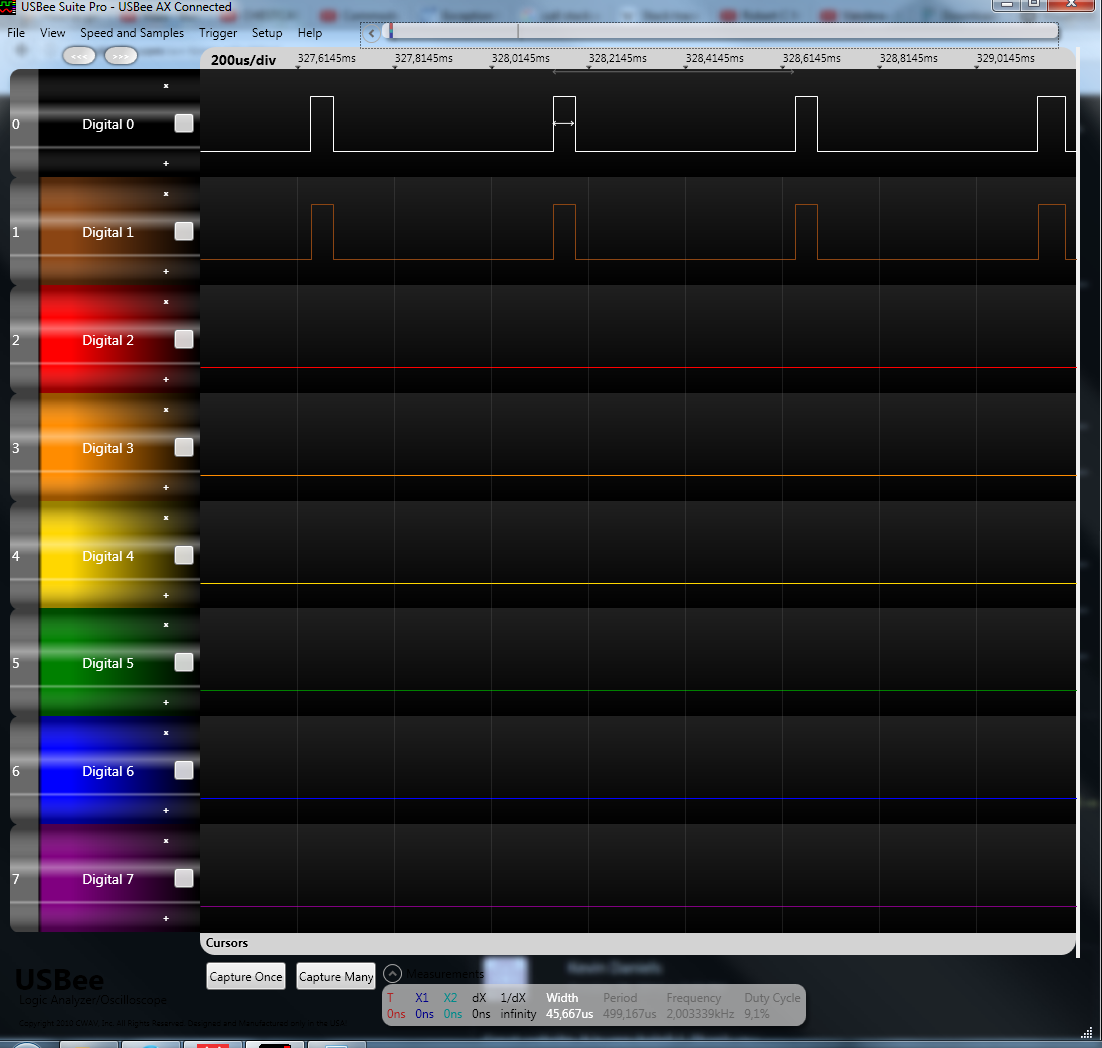 USBee Suite Pro - USBee AX Connected
File View Speed and Samples Trigger Setup Help
<<< >>>
200us/div 327,6145ms 327,8145ms 328,0145ms 328,2145ms 328,4145ms 328,6145ms 328,8145ms 329,0145ms
0 Digital 0
1 Digital 1
2 Digital 2
3 Digital 3
4 Digital 4
5 Digital 5
6 Digital 6
7 Digital 7
Cursors
USBee
Logic Analyzer/Oscilloscope
Capture Once Capture Many Measurements
T X1 X2 dX 1/dX Width Period Frequency Duty Cycle
0ns 0ns 0ns 0ns infinity 45,667us 499,167us 2,003339kHz 9,1%